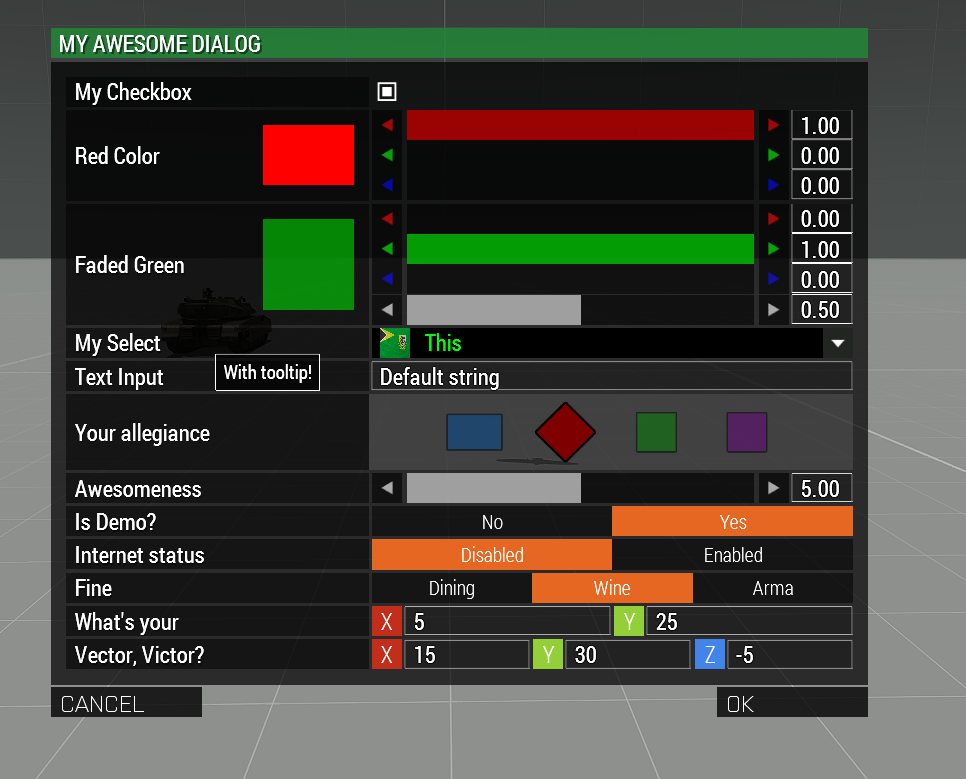 MY AWESOME DIALOG
My Checkbox
Red Color
1.00
0.00
0.00
Faded Green
0.00
1.00
0.00
0.50
My Select This
Text Input Default string
With tooltip!
Your allegiance
Awesomeness 5.00
Is Demo? No Yes
Internet status Disabled Enabled
Fine Dining Wine Arma
What's your X 5 Y 25
Vector, Victor? X 15 Y 30 Z -5
CANCEL OK